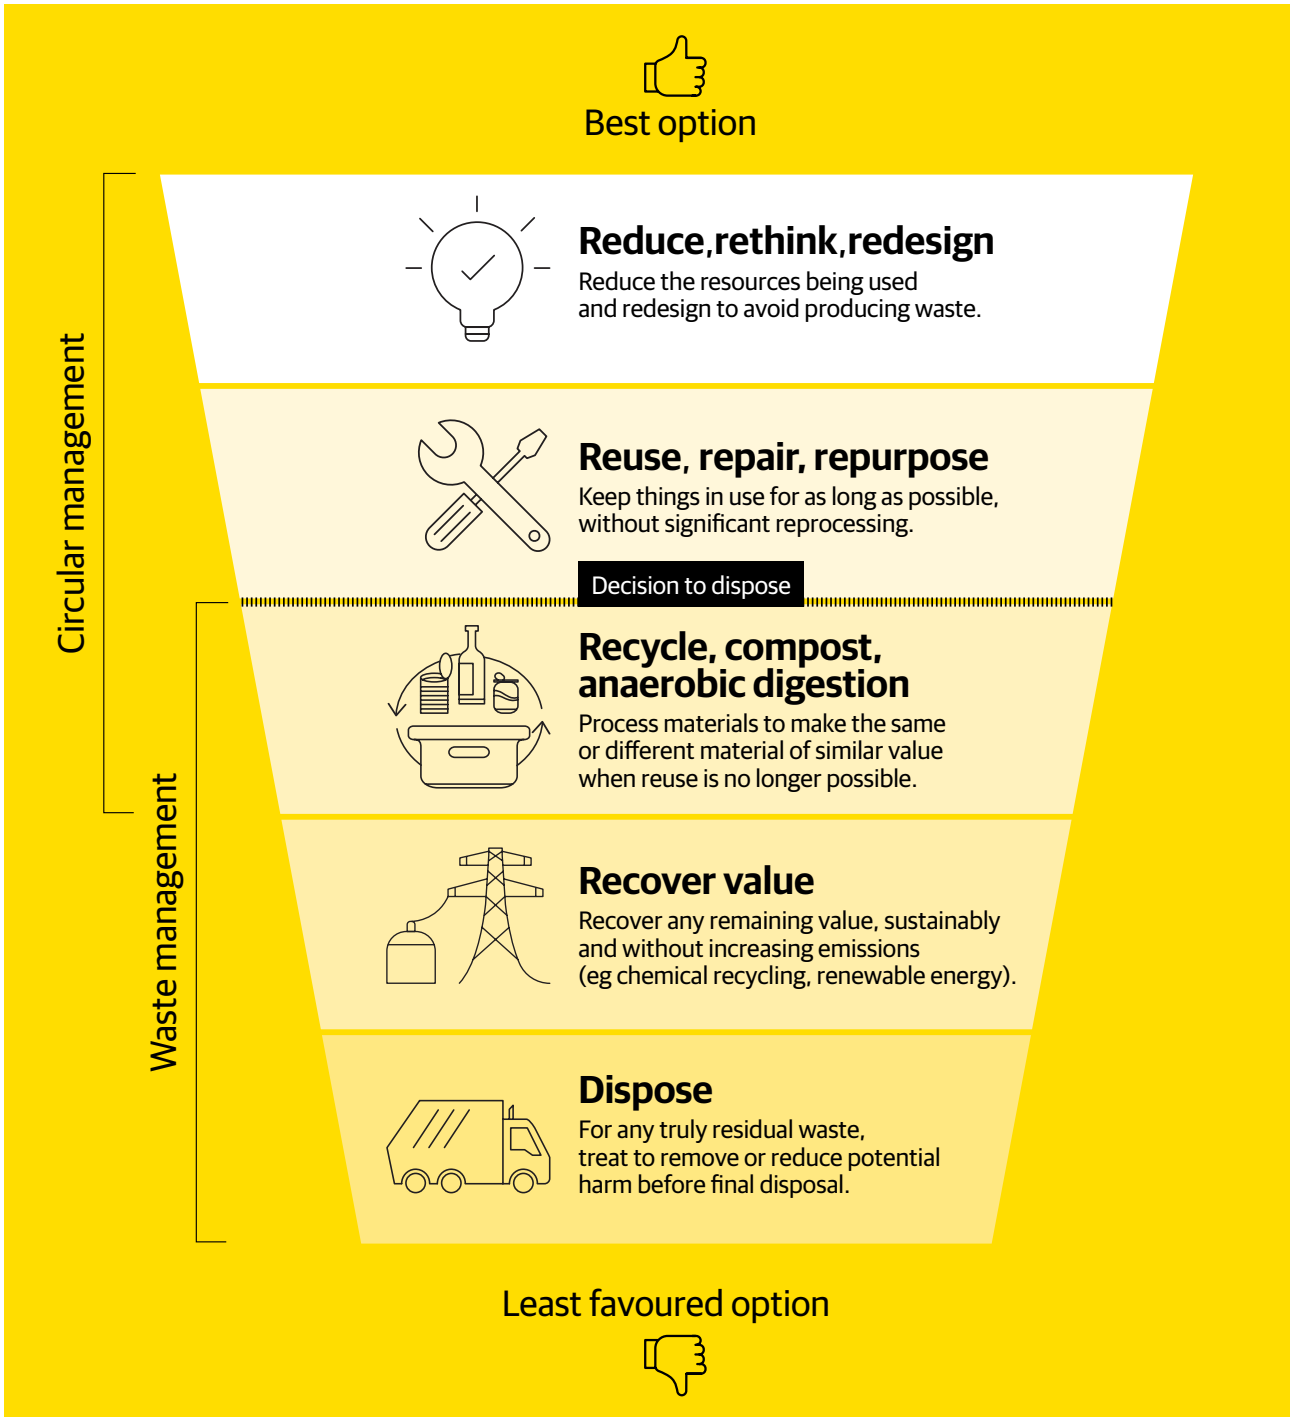 Best option
Circular management
Reduce, rethink, redesign
Reduce the resources being used
and redesign to avoid producing waste.
Reuse, repair, repurpose
Keep things in use for as long as possible,
without significant reprocessing.
Decision to dispose
Waste management
Recycle, compost,
anaerobic digestion
Process materials to make the same
or different material of similar value
when reuse is no longer possible.
Recover value
Recover any remaining value, sustainably
and without increasing emissions
(eg chemical recycling, renewable energy).
Dispose
For any truly residual waste,
treat to remove or reduce potential
harm before final disposal.
Least favoured option